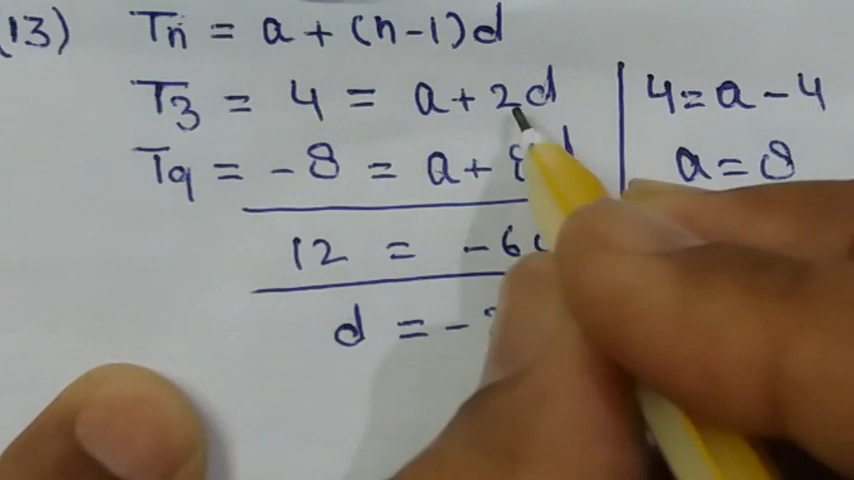 (13) Tn = a + (n-1)d
T3 = 4 = a + 2d
T9 = -8 = a +
12 = -6
d = -
4 = a - 4
a = 8